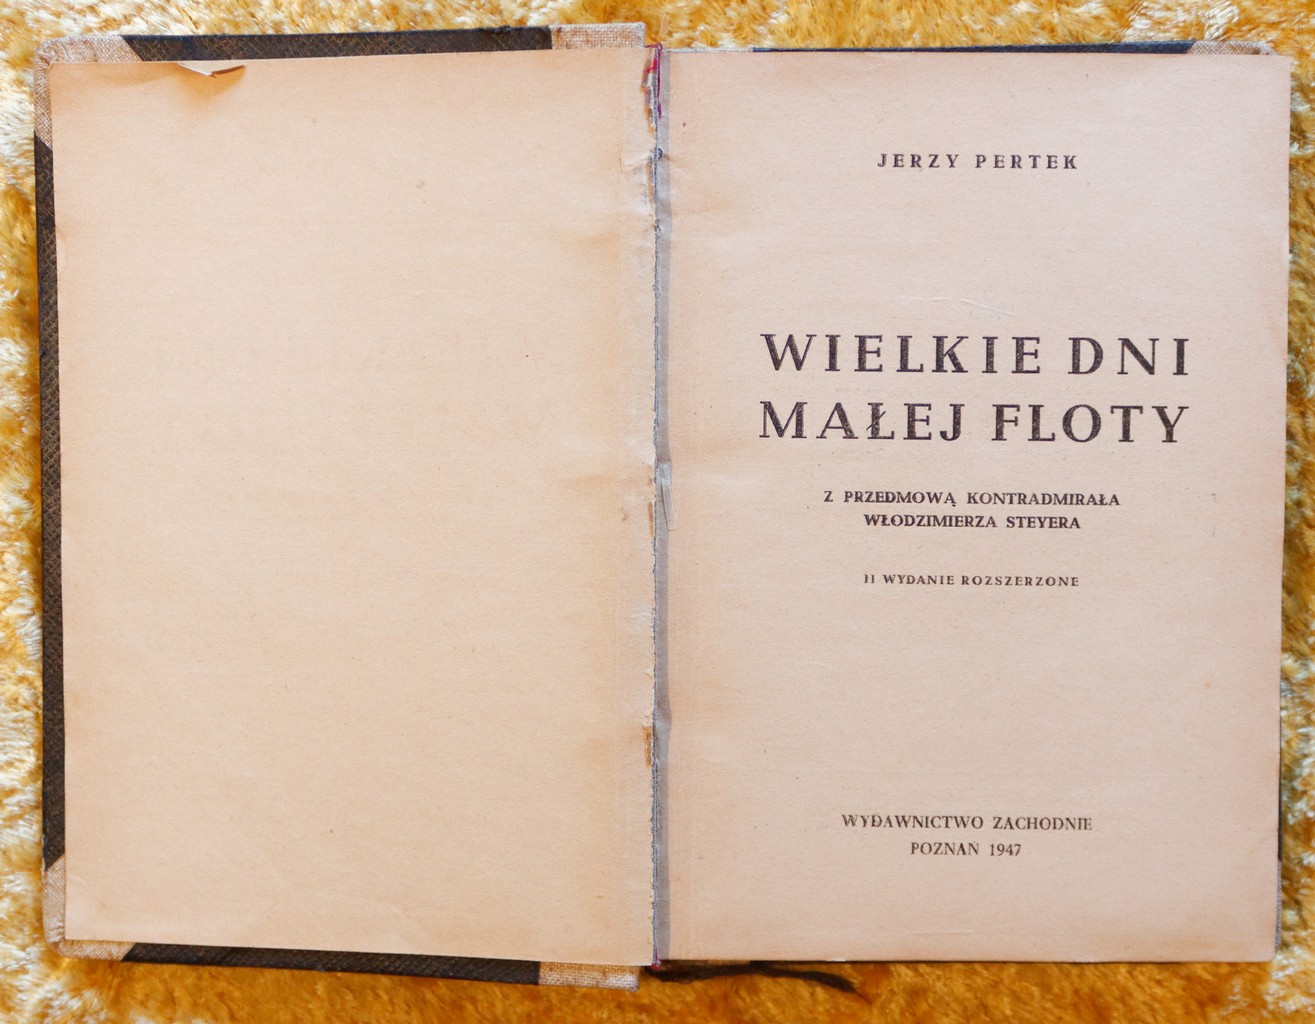 JERZY PERTEK
WIELKIE DNI
MAŁEJ FLOTY
Z PRZEDMOWĄ KONTRADMIRAŁA
WŁODZIMIERZA STEYERA
II WYDANIE ROZSZERZONE
WYDAWNICTWO ZACHODNIE
POZNAŃ 1947